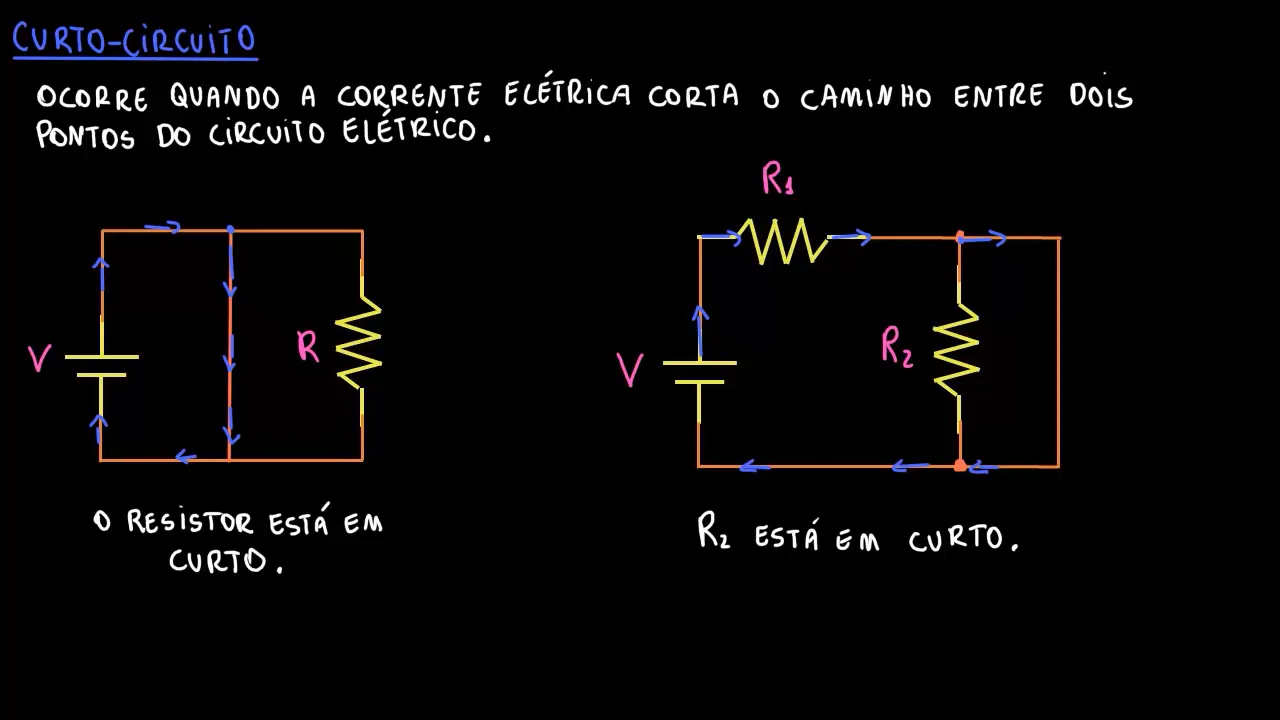 CURTO-CIRCUITO
OCORRE QUANDO A CORRENTE ELÉTRICA CORTA O CAMINHO ENTRE DOIS
PONTOS DO CIRCUITO ELÉTRICO.
R1
V
R
V
R2
O RESISTOR ESTÁ EM
CURTO.
R2 ESTÁ EM CURTO.